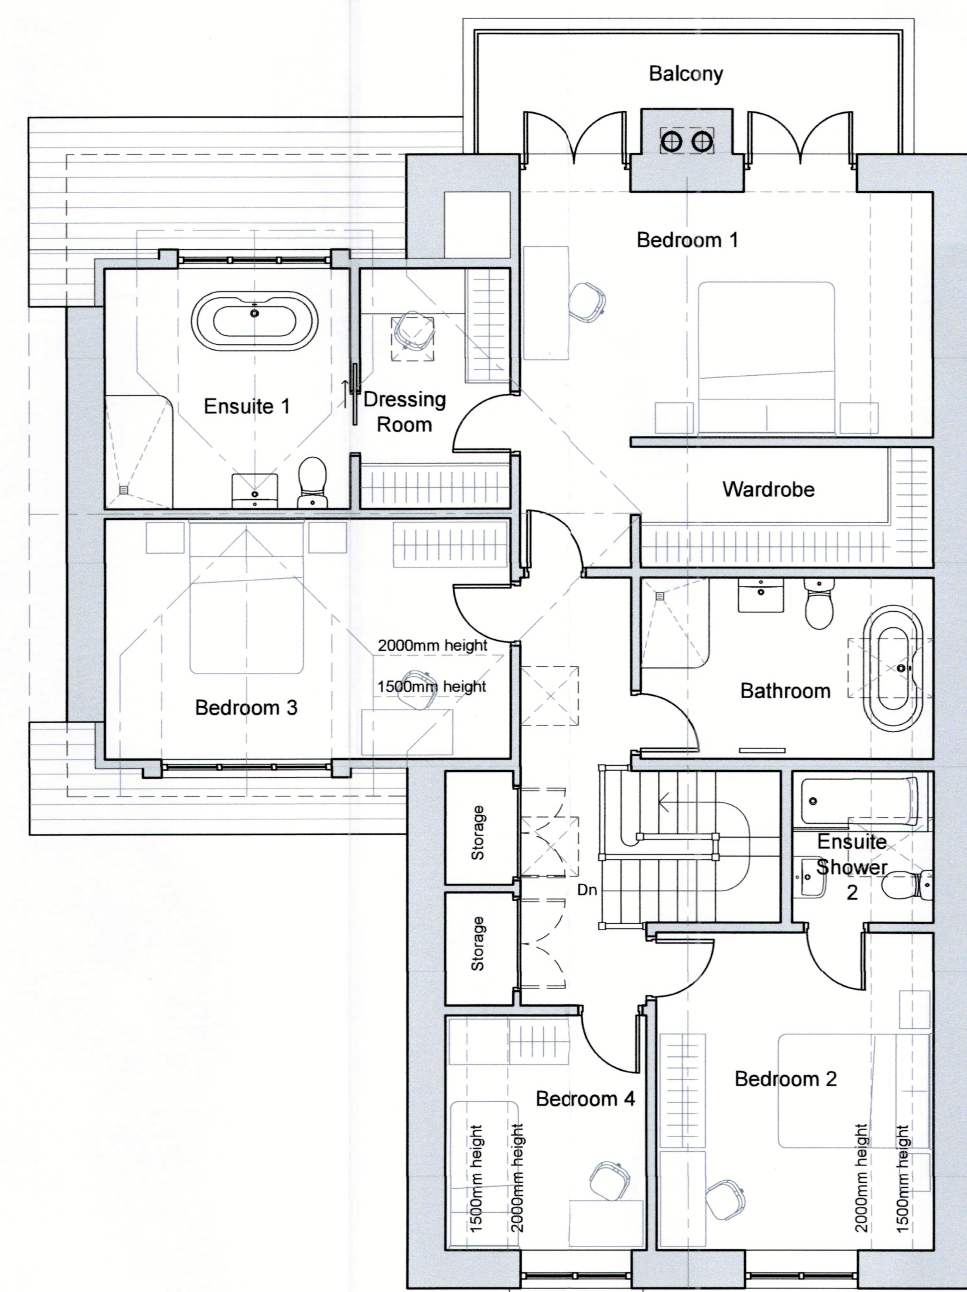 Balcony
Bedroom 1
Ensuite 1
Dressing
Room
Wardrobe
2000mm height
1500mm height
Bedroom 3
Bathroom
Storage
Ensuite
Shower
2
Dn
Storage
Bedroom 2
Bedroom 4
1500mm height
2000mm height
2000mm height
1500mm height